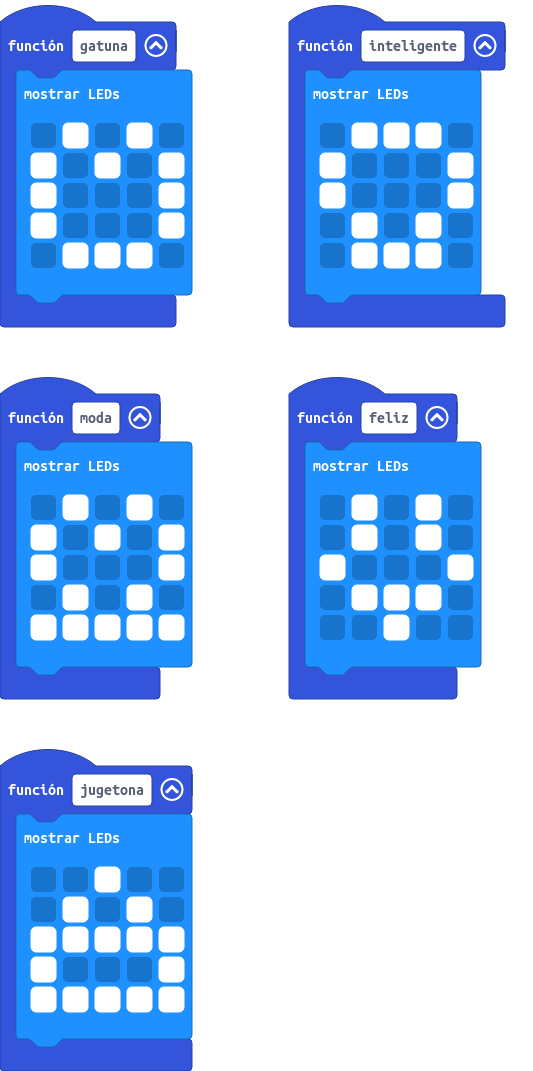 función gatuna
mostrar LEDs
función inteligente
mostrar LEDs
función moda
mostrar LEDs
función feliz
mostrar LEDs
función jugetona
mostrar LEDs